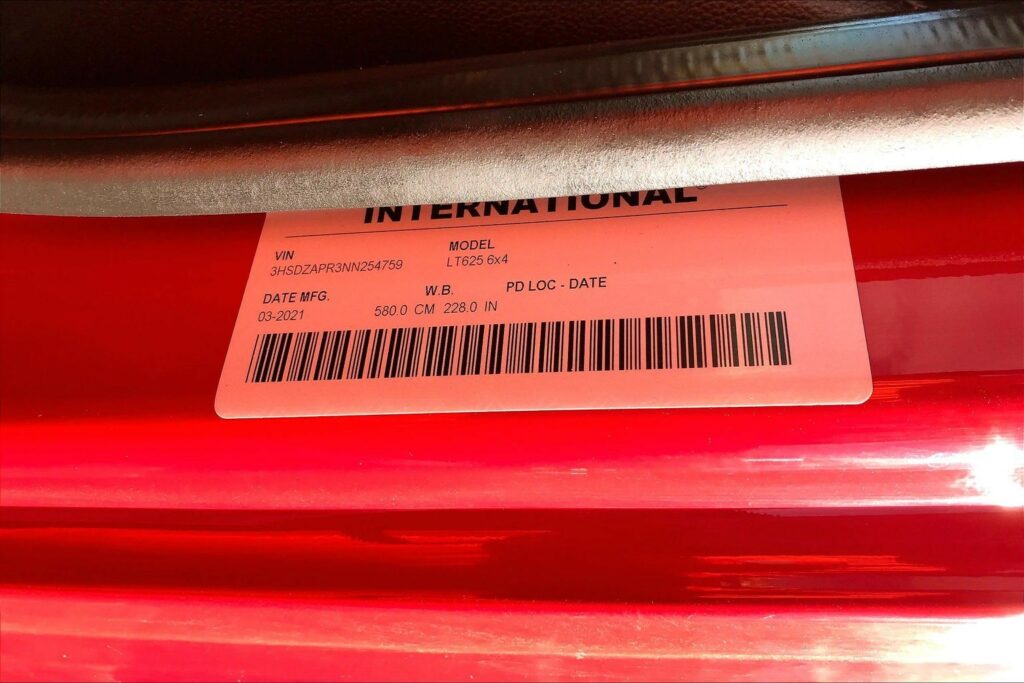 INTERNATIONAL®
VIN MODEL
3HSDZAPR3NN254759 LT625 6x4
DATE MFG. W.B. PD LOC - DATE
03-2021 580.0 CM 228.0 IN